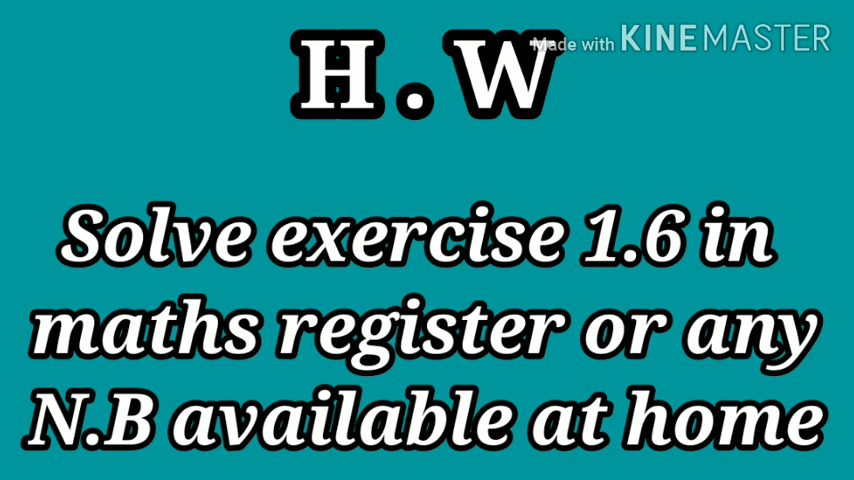 Made with KINEMASTER
H.W
Solve exercise 1.6 in
maths register or any
N.B available at home